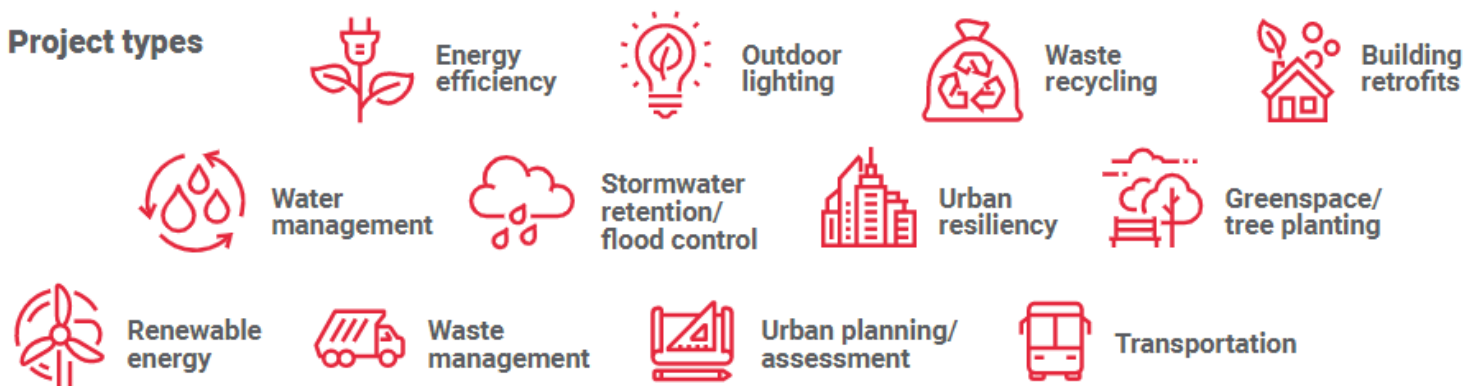 Project types
Energy
efficiency
Outdoor
lighting
Waste
recycling
Building
retrofits
Water
management
Stormwater
retention/
flood control
Urban
resiliency
Greenspace/
tree planting
Renewable
energy
Waste
management
Urban planning/
assessment
Transportation